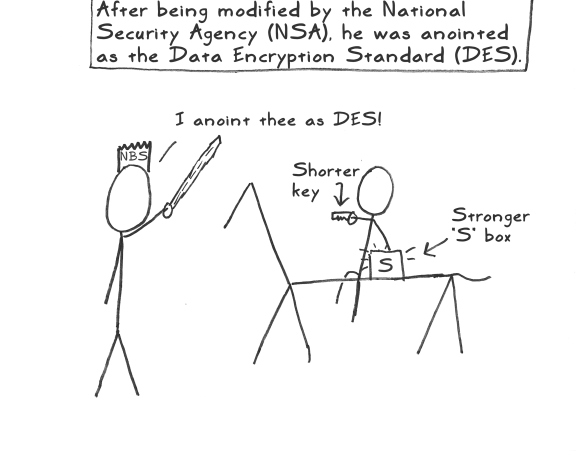 After being modified by the National
Security Agency (NSA), he was anointed
as the Data Encryption Standard (DES).
I anoint thee as DES!
NBS
Shorter
key
Stronger
'S' box
S